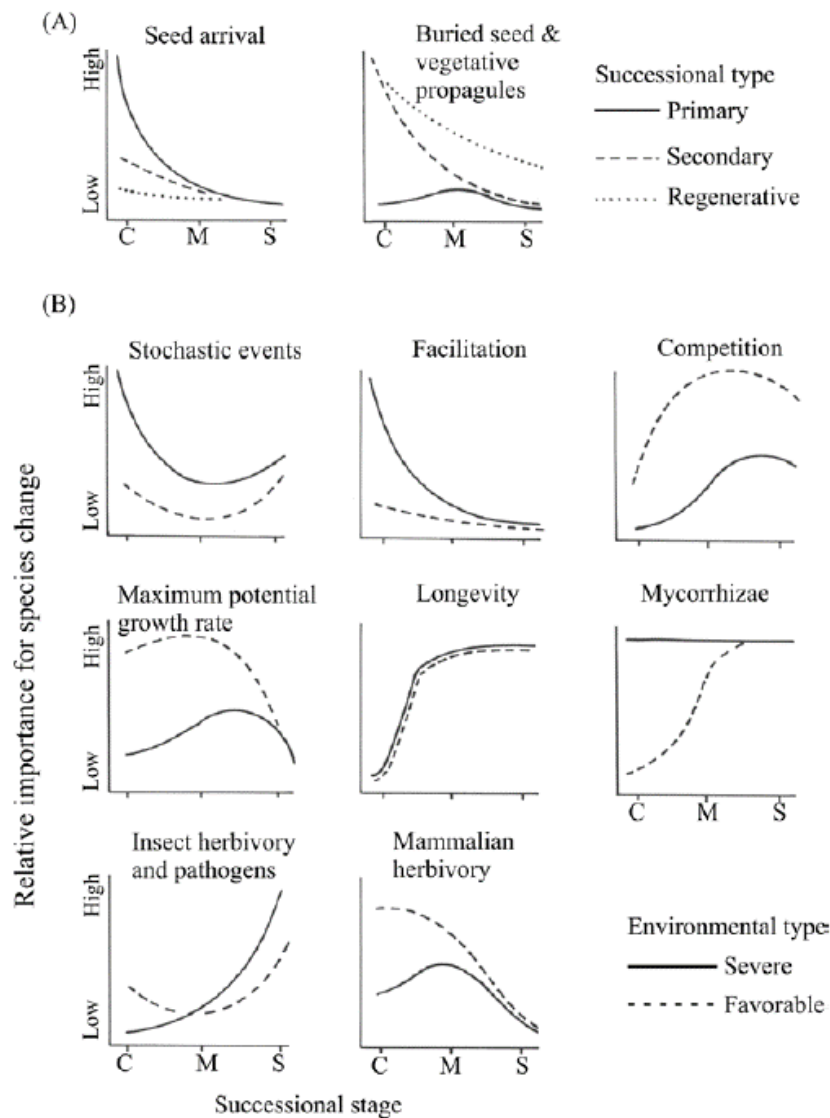 (A)
Seed arrival
Buried seed &
vegetative
propagules
High
Low
C M S
C M S
Successional type
Primary
Secondary
Regenerative
(B)
Relative importance for species change
Stochastic events
Facilitation
Competition
High
Low
Maximum potential
growth rate
Longevity
Mycorrhizae
High
Low
C M S
Insect herbivory
and pathogens
Mammalian
herbivory
High
Low
C M S
C M S
Environmental type
Severe
Favorable
Successional stage